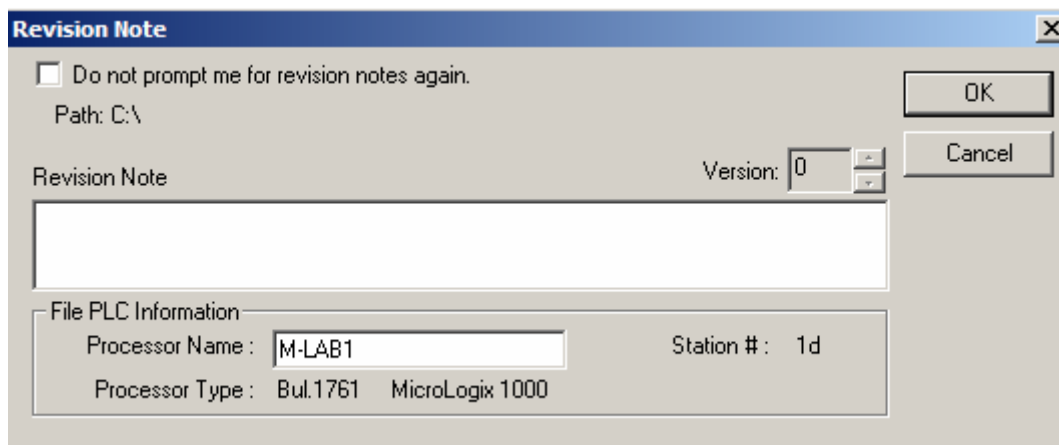 Revision Note
Do not prompt me for revision notes again.
OK
Path: C:\
Cancel
Version: 0
Revision Note
File PLC Information
Processor Name : M-LAB1 Station # : 1d
Processor Type : Bul.1761 MicroLogix 1000